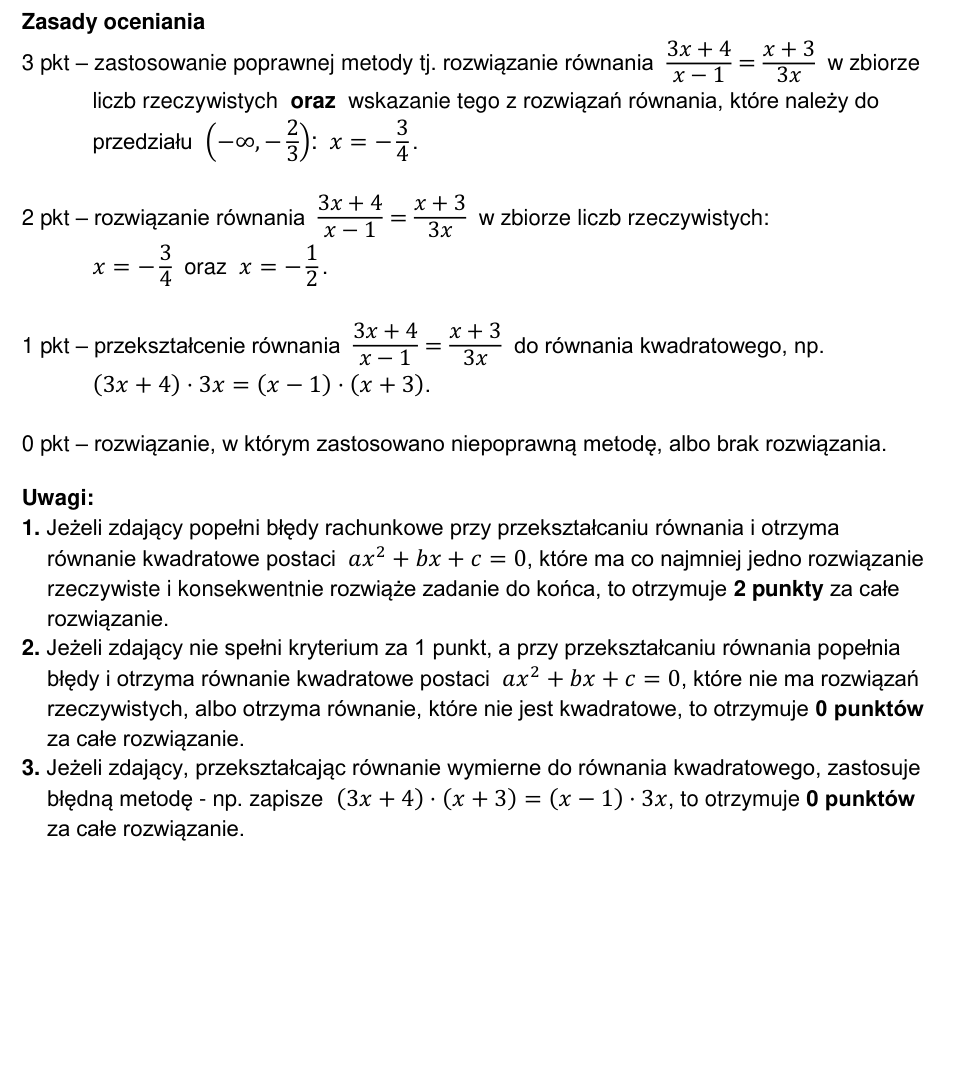 Zasady oceniania
3 pkt – zastosowanie poprawnej metody tj. rozwiązanie równania (3x + 4)/(x − 1) = (x + 3)/(3x) w zbiorze
liczb rzeczywistych oraz wskazanie tego z rozwiązań równania, które należy do
przedziału (−∞, −2/3): x = −3/4.
2 pkt – rozwiązanie równania (3x + 4)/(x − 1) = (x + 3)/(3x) w zbiorze liczb rzeczywistych:
x = −3/4 oraz x = −1/2.
1 pkt – przekształcenie równania (3x + 4)/(x − 1) = (x + 3)/(3x) do równania kwadratowego, np.
(3x + 4) · 3x = (x − 1) · (x + 3).
0 pkt – rozwiązanie, w którym zastosowano niepoprawną metodę, albo brak rozwiązania.
Uwagi:
1. Jeżeli zdający popełni błędy rachunkowe przy przekształcaniu równania i otrzyma
równanie kwadratowe postaci ax² + bx + c = 0, które ma co najmniej jedno rozwiązanie
rzeczywiste i konsekwentnie rozwiąże zadanie do końca, to otrzymuje 2 punkty za całe
rozwiązanie.
2. Jeżeli zdający nie spełni kryterium za 1 punkt, a przy przekształcaniu równania popełnia
błędy i otrzyma równanie kwadratowe postaci ax² + bx + c = 0, które nie ma rozwiązań
rzeczywistych, albo otrzyma równanie, które nie jest kwadratowe, to otrzymuje 0 punktów
za całe rozwiązanie.
3. Jeżeli zdający, przekształcając równanie wymierne do równania kwadratowego, zastosuje
błędną metodę - np. zapisze (3x + 4) · (x + 3) = (x − 1) · 3x, to otrzymuje 0 punktów
za całe rozwiązanie.